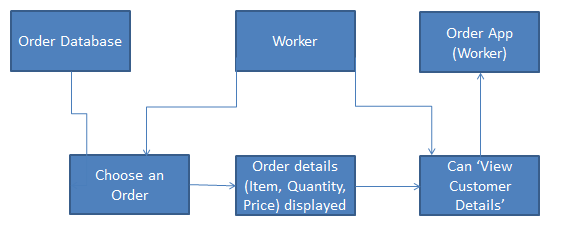 Order Database
Worker
Order App
(Worker)
Choose an
Order
Order details
(Item, Quantity,
Price) displayed
Can ‘View
Customer
Details’